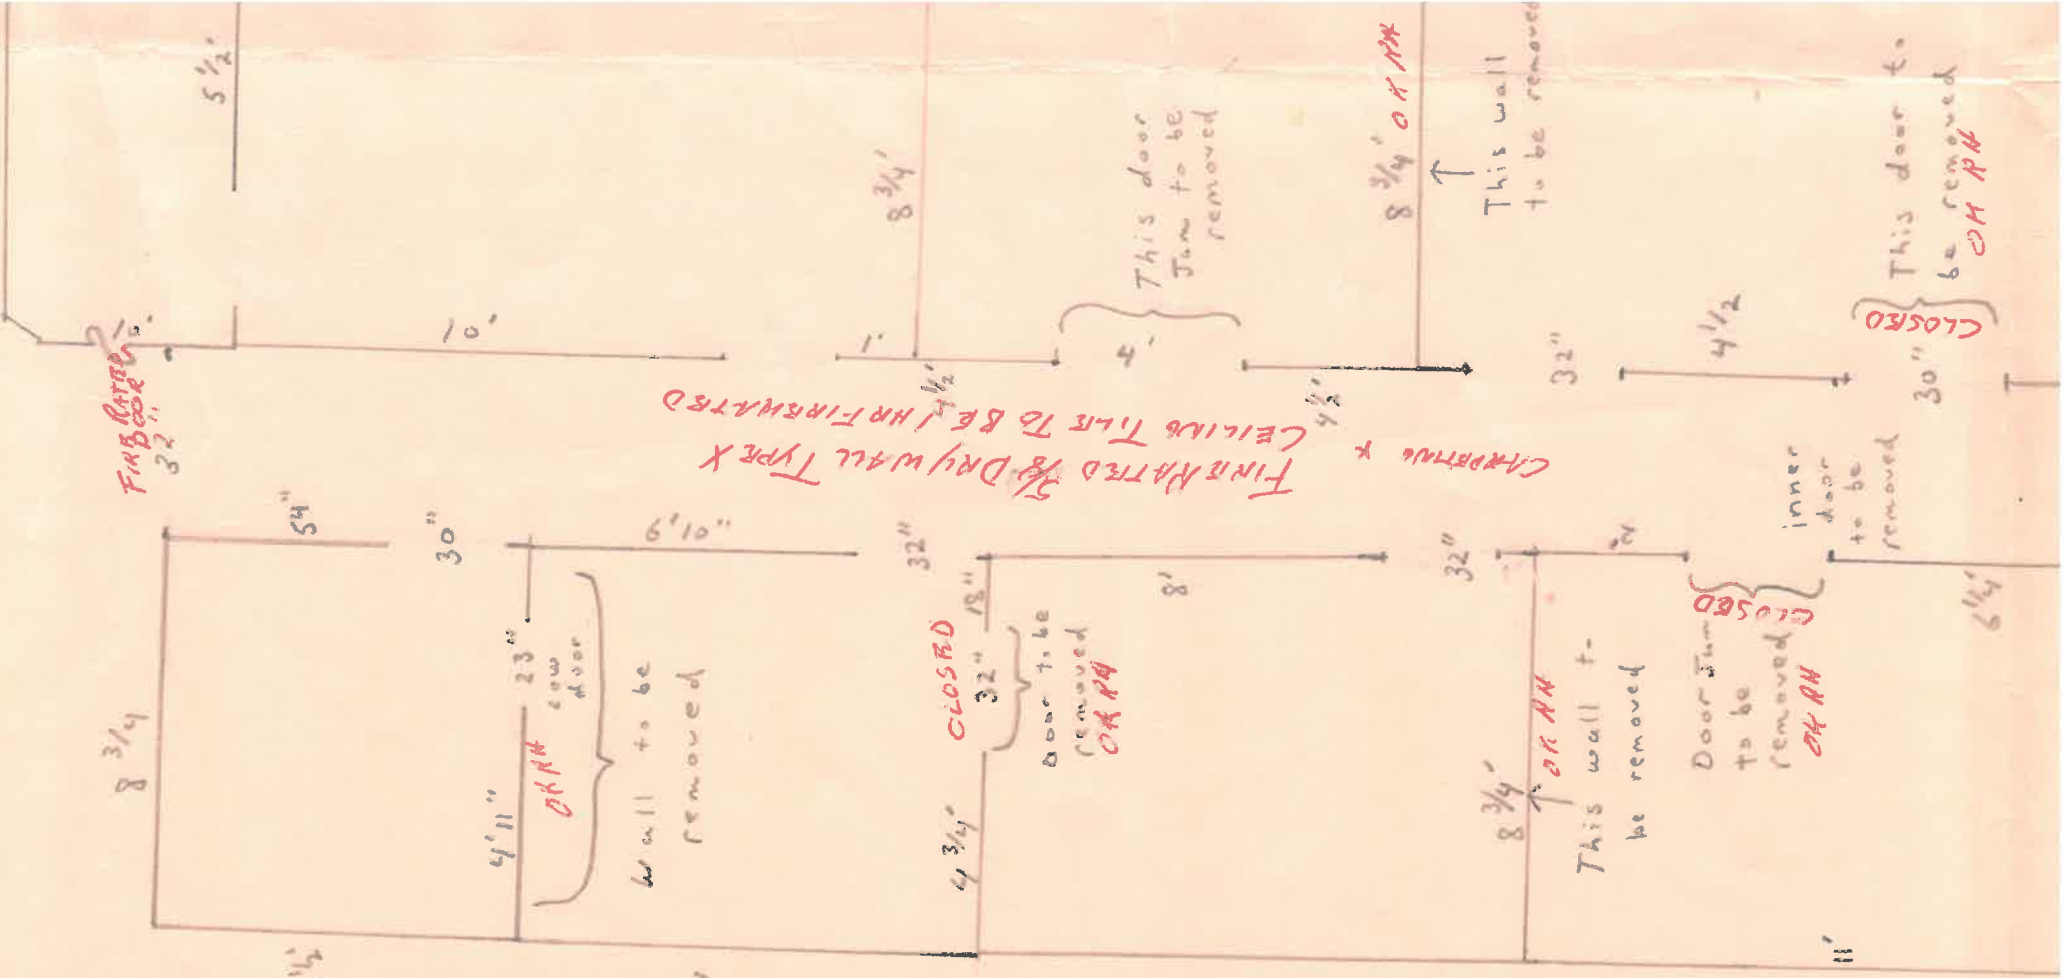 5 1/2'
FIRE RATED
DOOR
32"
10'
8 3/4'
1'
4 1/2'
This door
Jam to be
removed
2'
8 3/4' OK RH
This wall
to be removed
4 1/2'
32"
4 1/2
This door to
be removed
OK RH
CLOSED
30"
FIRE RATED 5/8 DRYWALL TYPE X
CARPETING &
CEILING TILE TO BE 1 HR FIRERATED
54"
30"
6'10"
32"
8'
32"
2'
inner
door
to be
removed
6 1/4'
8 3/4
4'11"
23"
Low
door
OK RH
Wall to be
removed
CLOSED
18"
32"
Door to be
removed
OK RH
4 3/4'
8 3/4'
OK RH
This wall to
be removed
CLOSED
Door Jam
to be
removed
OK RH
11'
1/2'